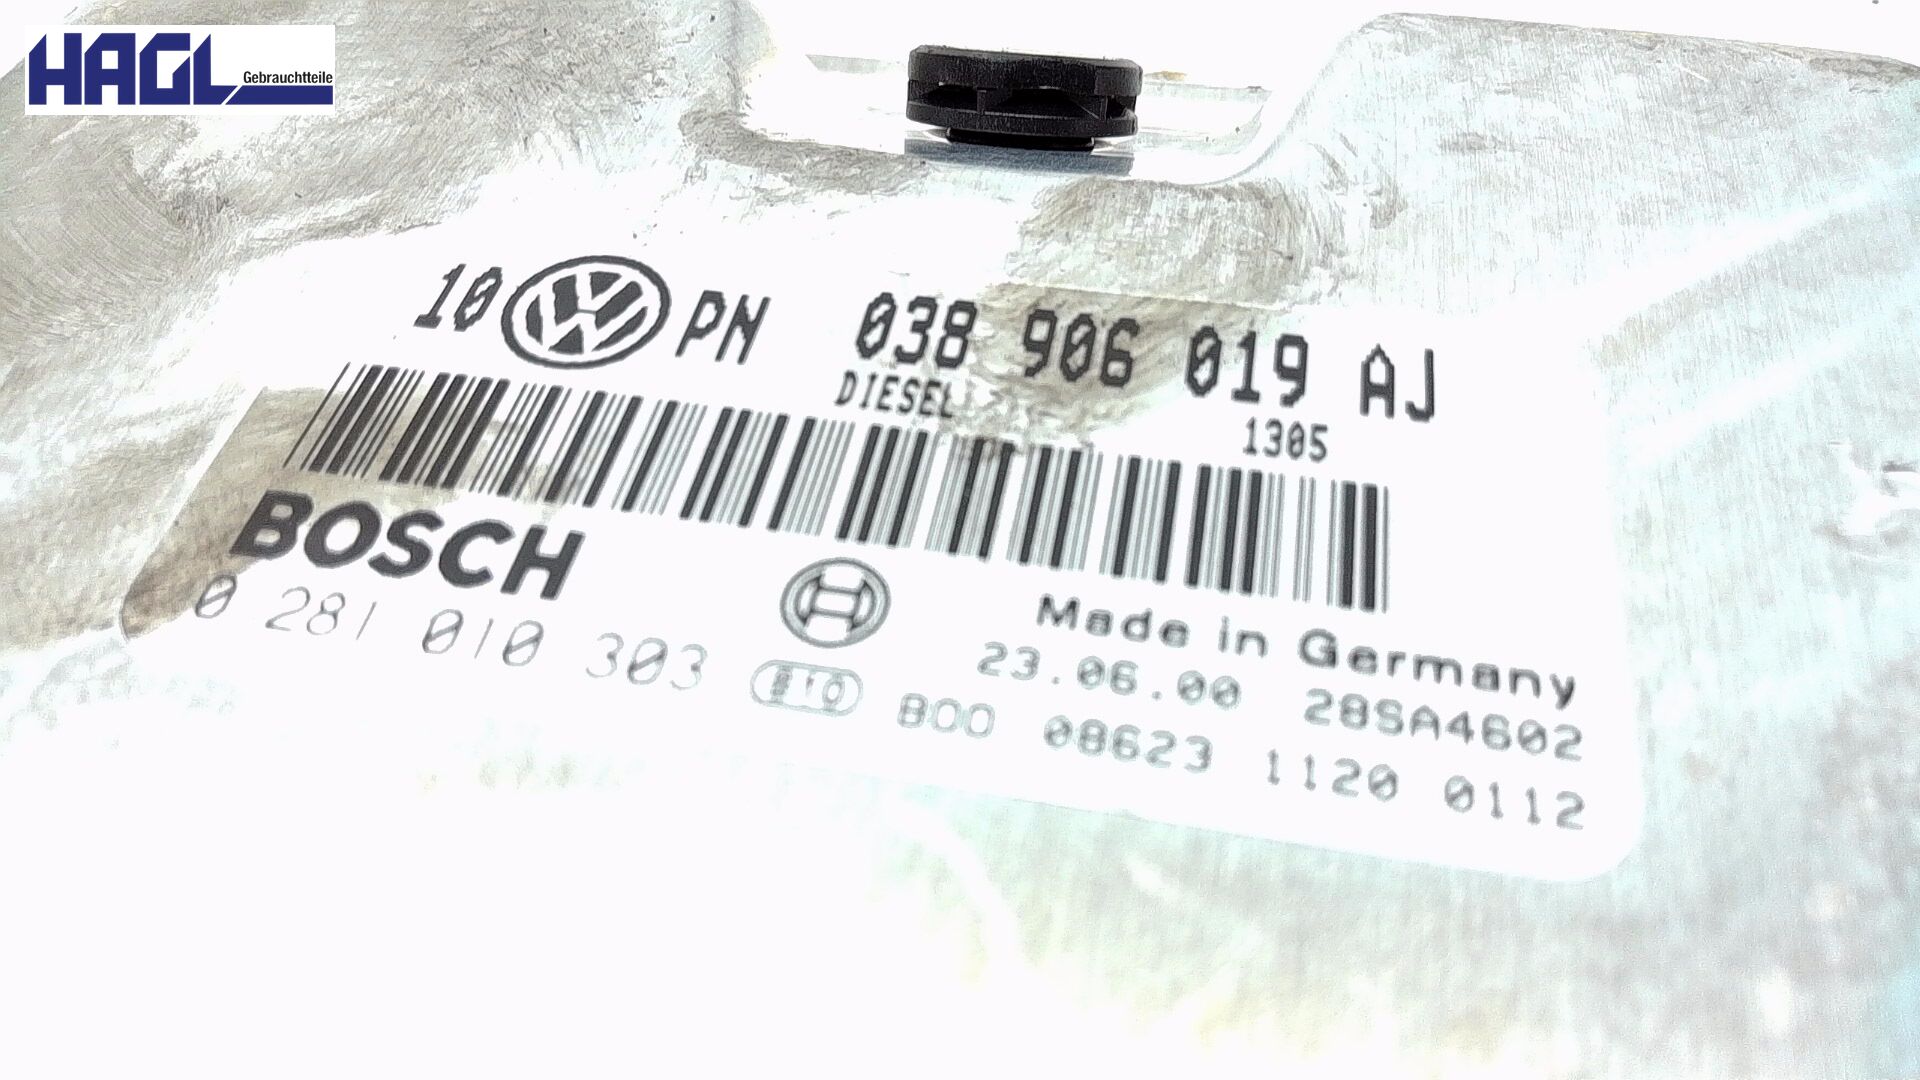 HAGL Gebrauchtteile
10 PN 038 906 019 AJ
DIESEL 1305
BOSCH
Made in Germany
0 281 010 303 23.06.00 28SA4602
B00 08623 1120 0112